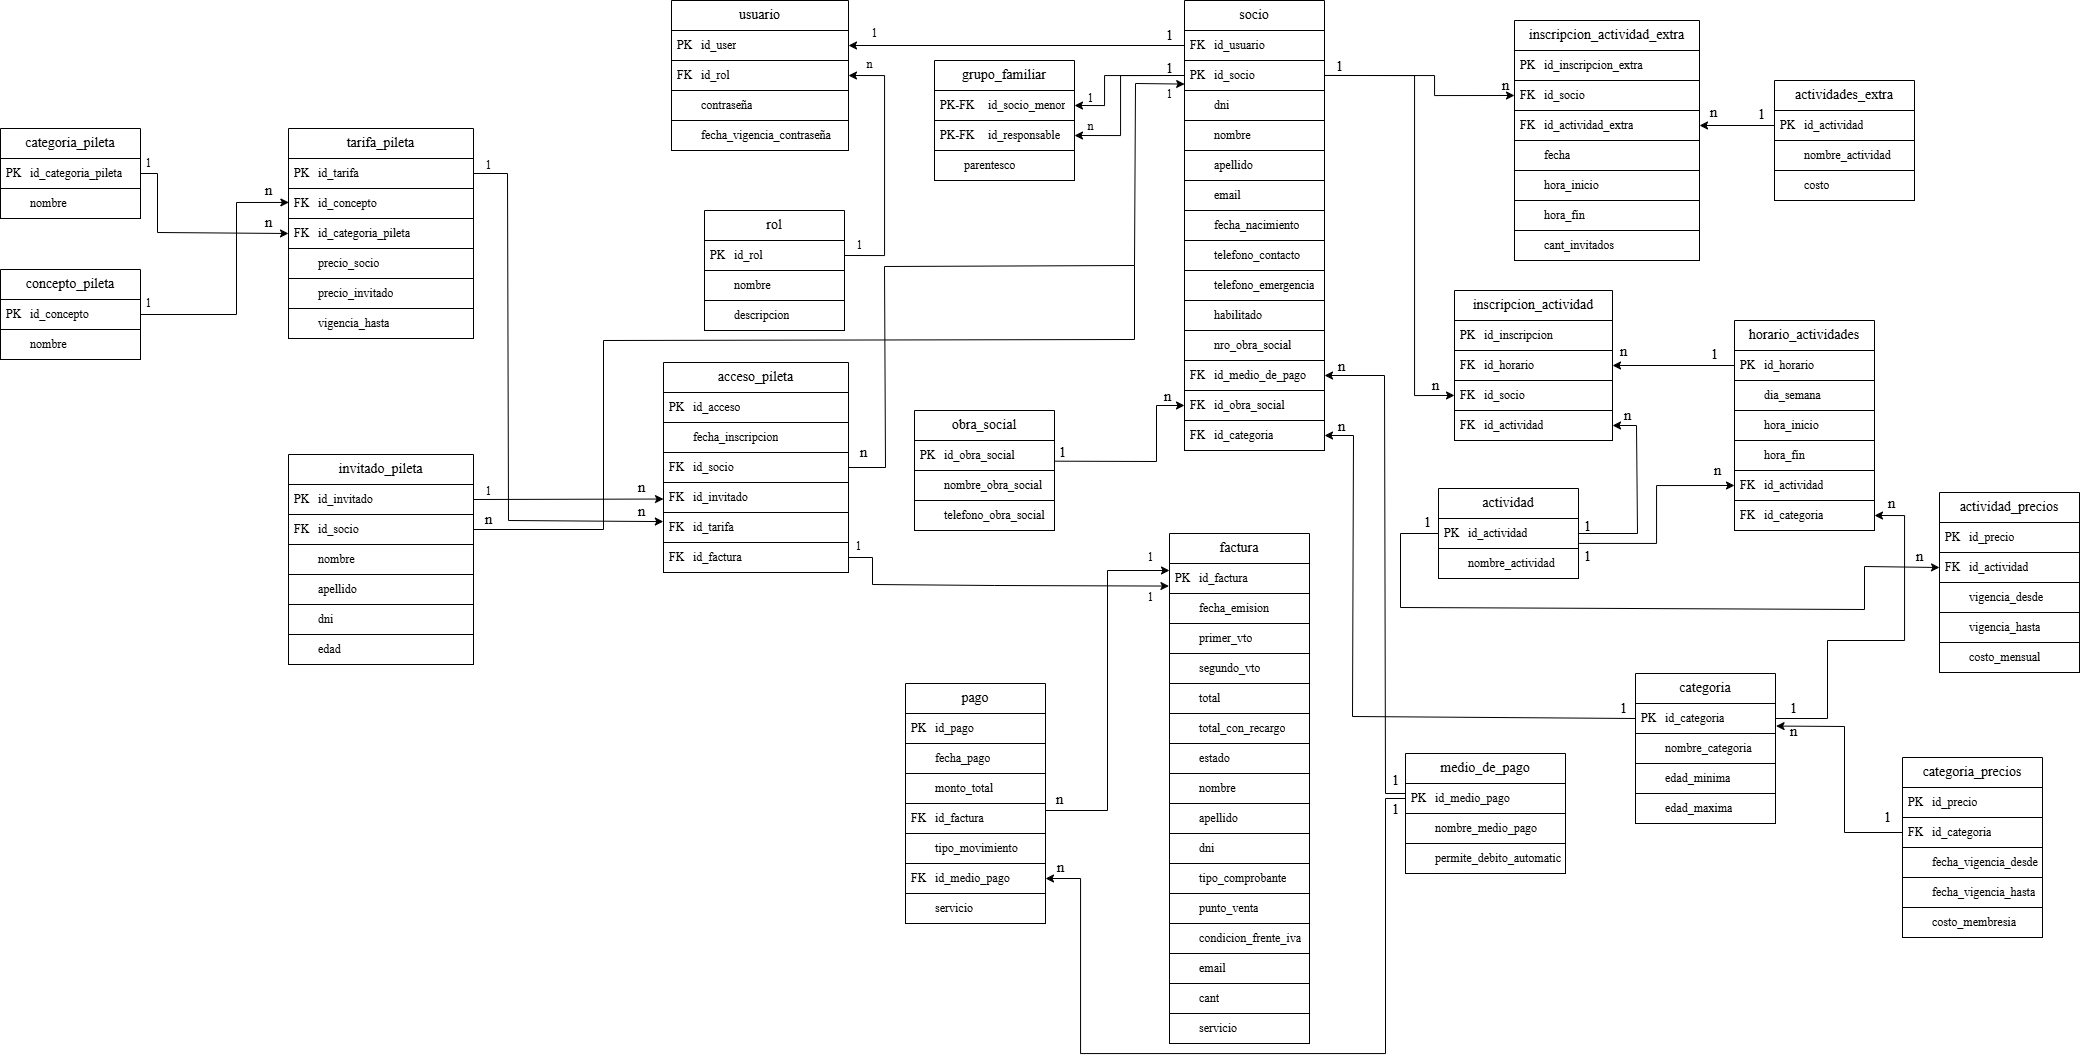 usuario
PK id_user
FK id_rol
contraseña
fecha_vigencia_contraseña
1
1
n
1
grupo_familiar
PK-FK id_socio_menor
PK-FK id_responsable
parentesco
1
n
1
1
socio
FK id_usuario
PK id_socio
dni
nombre
apellido
email
fecha_nacimiento
telefono_contacto
telefono_emergencia
habilitado
nro_obra_social
FK id_medio_de_pago
FK id_obra_social
FK id_categoria
1
n
n
n
inscripcion_actividad_extra
PK id_inscripcion_extra
FK id_socio
FK id_actividad_extra
fecha
hora_inicio
hora_fin
cant_invitados
n
n
1
actividades_extra
PK id_actividad
nombre_actividad
costo
categoria_pileta
PK id_categoria_pileta
nombre
1
concepto_pileta
PK id_concepto
nombre
1
n
n
tarifa_pileta
PK id_tarifa
FK id_concepto
FK id_categoria_pileta
precio_socio
precio_invitado
vigencia_hasta
1
rol
PK id_rol
nombre
descripcion
inscripcion_actividad
PK id_inscripcion
FK id_horario
FK id_socio
FK id_actividad
n
n
n
1
horario_actividades
PK id_horario
dia_semana
hora_inicio
hora_fin
FK id_actividad
FK id_categoria
n
n
acceso_pileta
PK id_acceso
fecha_inscripcion
FK id_socio
FK id_invitado
FK id_tarifa
FK id_factura
n
n
n
1
obra_social
PK id_obra_social
nombre_obra_social
telefono_obra_social
1
n
invitado_pileta
PK id_invitado
FK id_socio
nombre
apellido
dni
edad
1
n
actividad
PK id_actividad
nombre_actividad
1
1
1
actividad_precios
PK id_precio
FK id_actividad
vigencia_desde
vigencia_hasta
costo_mensual
n
factura
PK id_factura
fecha_emision
primer_vto
segundo_vto
total
total_con_recargo
estado
nombre
apellido
dni
tipo_comprobante
punto_venta
condicion_frente_iva
email
cant
servicio
1
1
pago
PK id_pago
fecha_pago
monto_total
FK id_factura
tipo_movimiento
FK id_medio_pago
servicio
n
n
categoria
PK id_categoria
nombre_categoria
edad_minima
edad_maxima
1
1
n
medio_de_pago
PK id_medio_pago
nombre_medio_pago
permite_debito_automatic
1
1
categoria_precios
PK id_precio
FK id_categoria
fecha_vigencia_desde
fecha_vigencia_hasta
costo_membresia
1